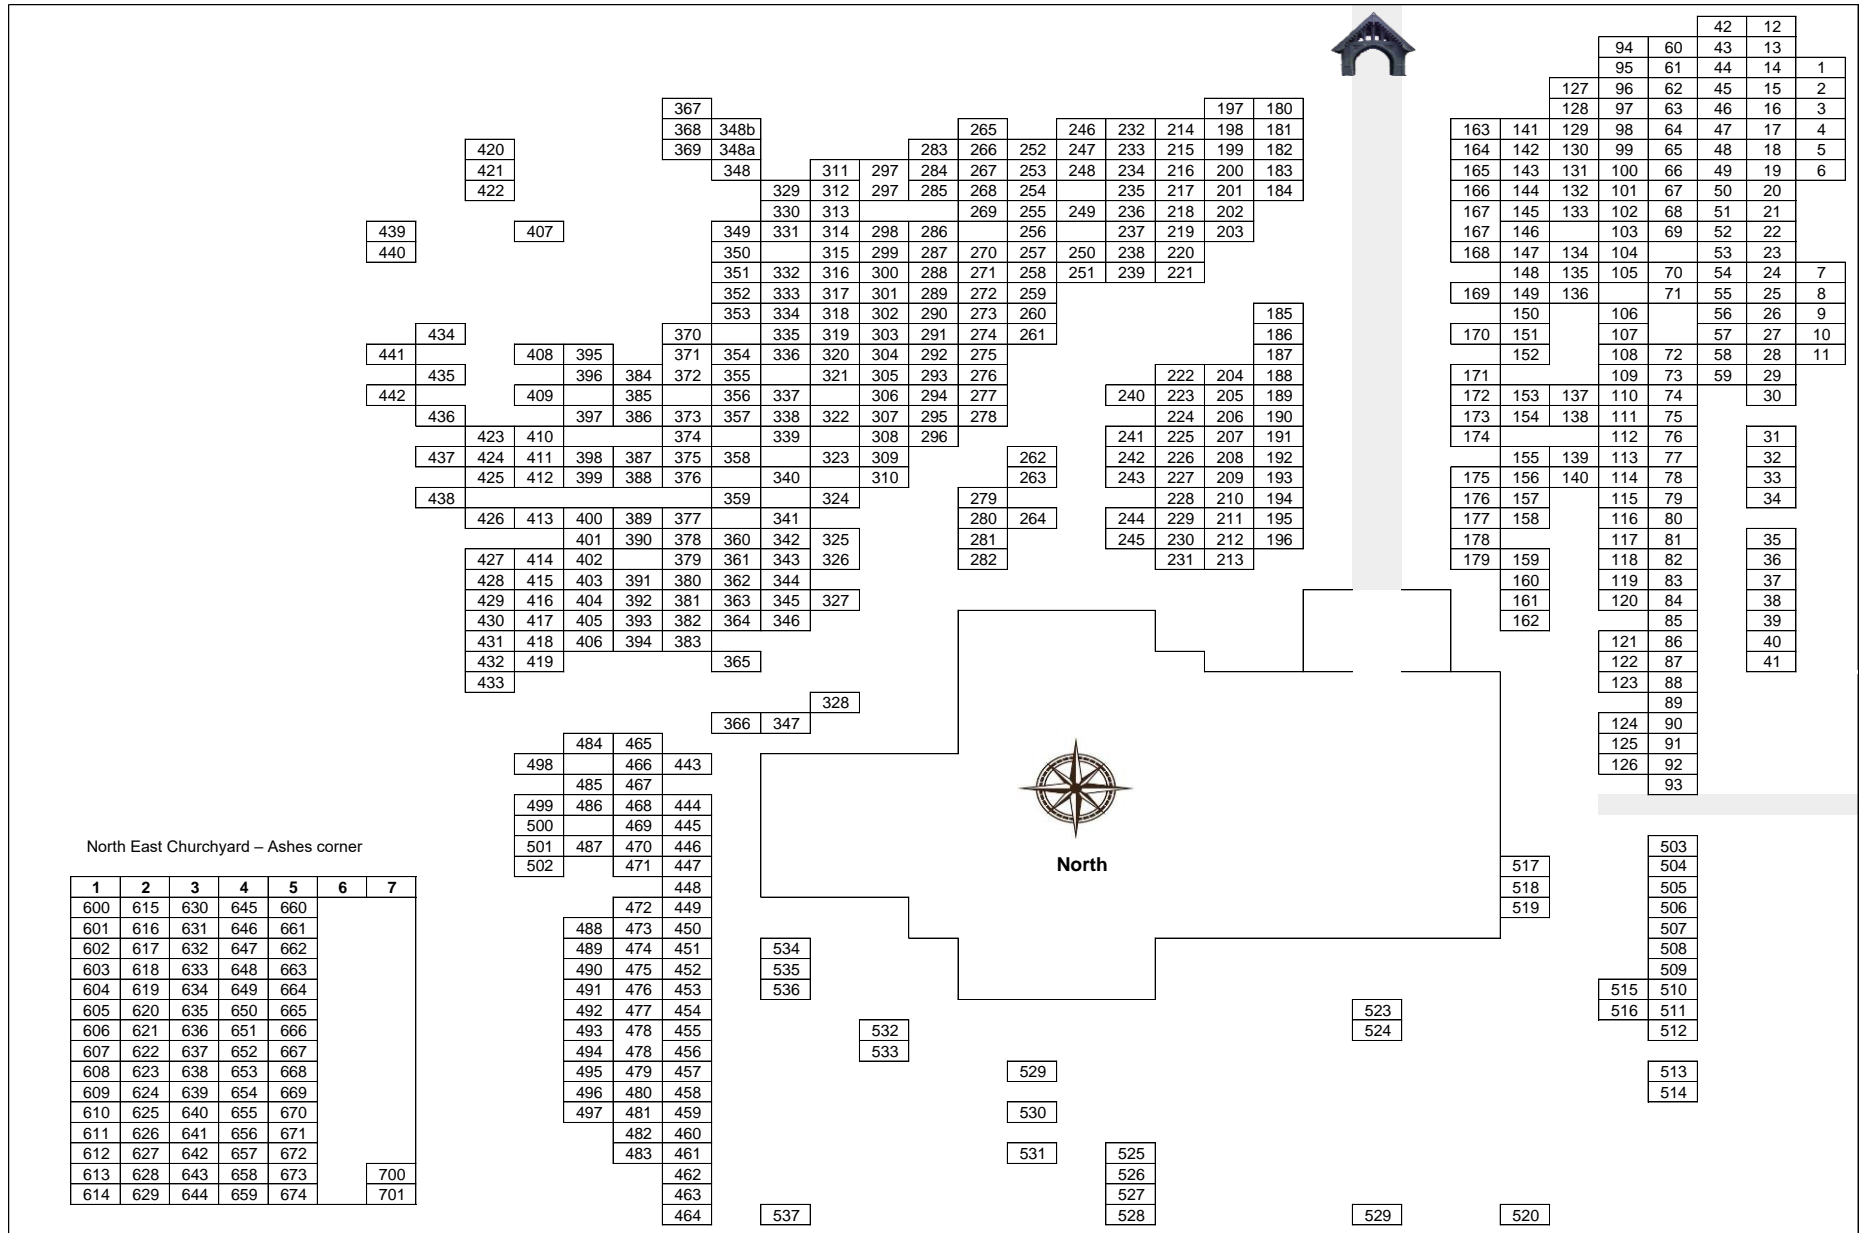 42 12
94 60 43 13
95 61 44 14 1
127 96 62 45 15 2
367 197 180 128 97 63 46 16 3
368 348b 265 246 232 214 198 181 163 141 129 98 64 47 17 4
420 369 348a 283 266 252 247 233 215 199 182 164 142 130 99 65 48 18 5
421 348 311 297 284 267 253 248 234 216 200 183 165 143 131 100 66 49 19 6
422 329 312 297 285 268 254 235 217 201 184 166 144 132 101 67 50 20
330 313 269 255 249 236 218 202 167 145 133 102 68 51 21
439 407 349 331 314 298 286 256 237 219 203 167 146 103 69 52 22
440 350 315 299 287 270 257 250 238 220 168 147 134 104 53 23
351 332 316 300 288 271 258 251 239 221 148 135 105 70 54 24 7
352 333 317 301 289 272 259 169 149 136 71 55 25 8
353 334 318 302 290 273 260 185 150 106 56 26 9
434 370 335 319 303 291 274 261 186 170 151 107 57 27 10
441 408 395 371 354 336 320 304 292 275 187 152 108 72 58 28 11
435 396 384 372 355 321 305 293 276 222 204 188 171 109 73 59 29
442 409 385 356 337 306 294 277 240 223 205 189 172 153 137 110 74 30
436 397 386 373 357 338 322 307 295 278 224 206 190 173 154 138 111 75
423 410 374 339 308 296 241 225 207 191 174 112 76 31
437 424 411 398 387 375 358 323 309 262 242 226 208 192 155 139 113 77 32
425 412 399 388 376 340 310 263 243 227 209 193 175 156 140 114 78 33
438 359 324 279 228 210 194 176 157 115 79 34
426 413 400 389 377 341 280 264 244 229 211 195 177 158 116 80
401 390 378 360 342 325 281 245 230 212 196 178 117 81 35
427 414 402 379 361 343 326 282 231 213 179 159 118 82 36
428 415 403 391 380 362 344 160 119 83 37
429 416 404 392 381 363 345 327 161 120 84 38
430 417 405 393 382 364 346 162 85 39
431 418 406 394 383 121 86 40
432 419 365 122 87 41
433 123 88
328 89
366 347 124 90
484 465 125 91
498 466 443 126 92
485 467 93
499 486 468 444
500 469 445
North East Churchyard – Ashes corner 501 487 470 446 503
502 471 447 North 517 504
1 2 3 4 5 6 7 448 518 505
600 615 630 645 660 472 449 519 506
601 616 631 646 661 488 473 450 507
602 617 632 647 662 489 474 451 534 508
603 618 633 648 663 490 475 452 535 509
604 619 634 649 664 491 476 453 536 515 510
605 620 635 650 665 492 477 454 523 516 511
606 621 636 651 666 493 478 455 532 524 512
607 622 637 652 667 494 478 456 533
608 623 638 653 668 495 479 457 529 513
609 624 639 654 669 496 480 458 514
610 625 640 655 670 497 481 459 530
611 626 641 656 671 482 460
612 627 642 657 672 483 461 531 525
613 628 643 658 673 700 462 526
614 629 644 659 674 701 463 527
464 537 528 529 520